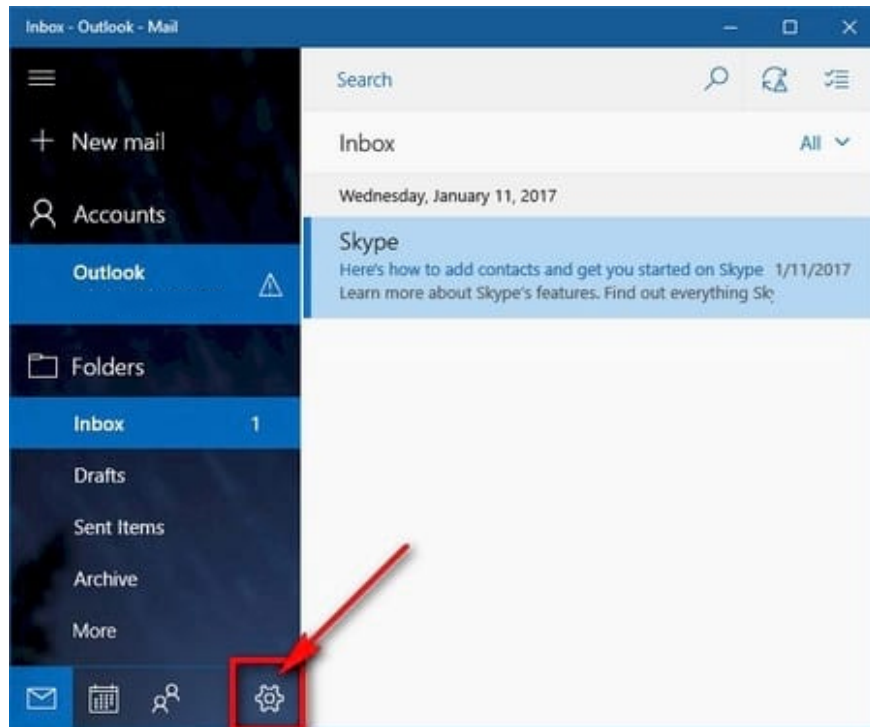 Inbox - Outlook - Mail
Search
New mail
Inbox
All
Accounts
Wednesday, January 11, 2017
Outlook
Skype
Here's how to add contacts and get you started on Skype 1/11/2017
Learn more about Skype's features. Find out everything Sk
Folders
Inbox 1
Drafts
Sent Items
Archive
More